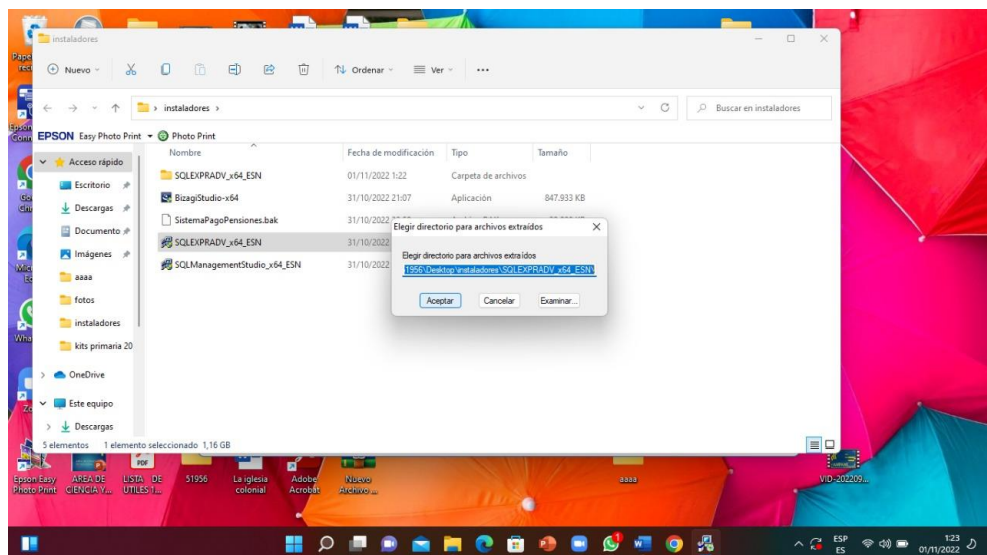 instaladores
Nuevo
Ordenar
Ver
instaladores
Buscar en instaladores
EPSON Easy Photo Print Photo Print
Nombre Fecha de modificación Tipo Tamaño
Acceso rápido
Escritorio
Descargas
Documento
Imágenes
aaaa
fotos
instaladores
kits primaria 20
OneDrive
Este equipo
Descargas
SQLEXPRADV_x64_ESN 01/11/2022 1:22 Carpeta de archivos
BizagiStudio-x64 31/10/2022 21:07 Aplicación 847.933 KB
SistemaPagoPensiones.bak 31/10/2022
SQLEXPRADV_x64_ESN 31/10/2022
SQLManagementStudio_x64_ESN 31/10/2022
Elegir directorio para archivos extraídos
Elegir directorio para archivos extraídos
1956\Desktop\instaladores\SQLEXPRADV_x64_ESN\
Aceptar Cancelar Examinar...
5 elementos 1 elemento seleccionado 1,16 GB
Epson Easy
Photo Print
AREA DE
CIENCIA Y...
PDF
LISTA DE
UTILES 1...
51956
La iglesia
colonial
Adobe
Acrobat
Nuevo
Archivo ...
aaaa
VID-202209...
ESP
ES
1:23
01/11/2022